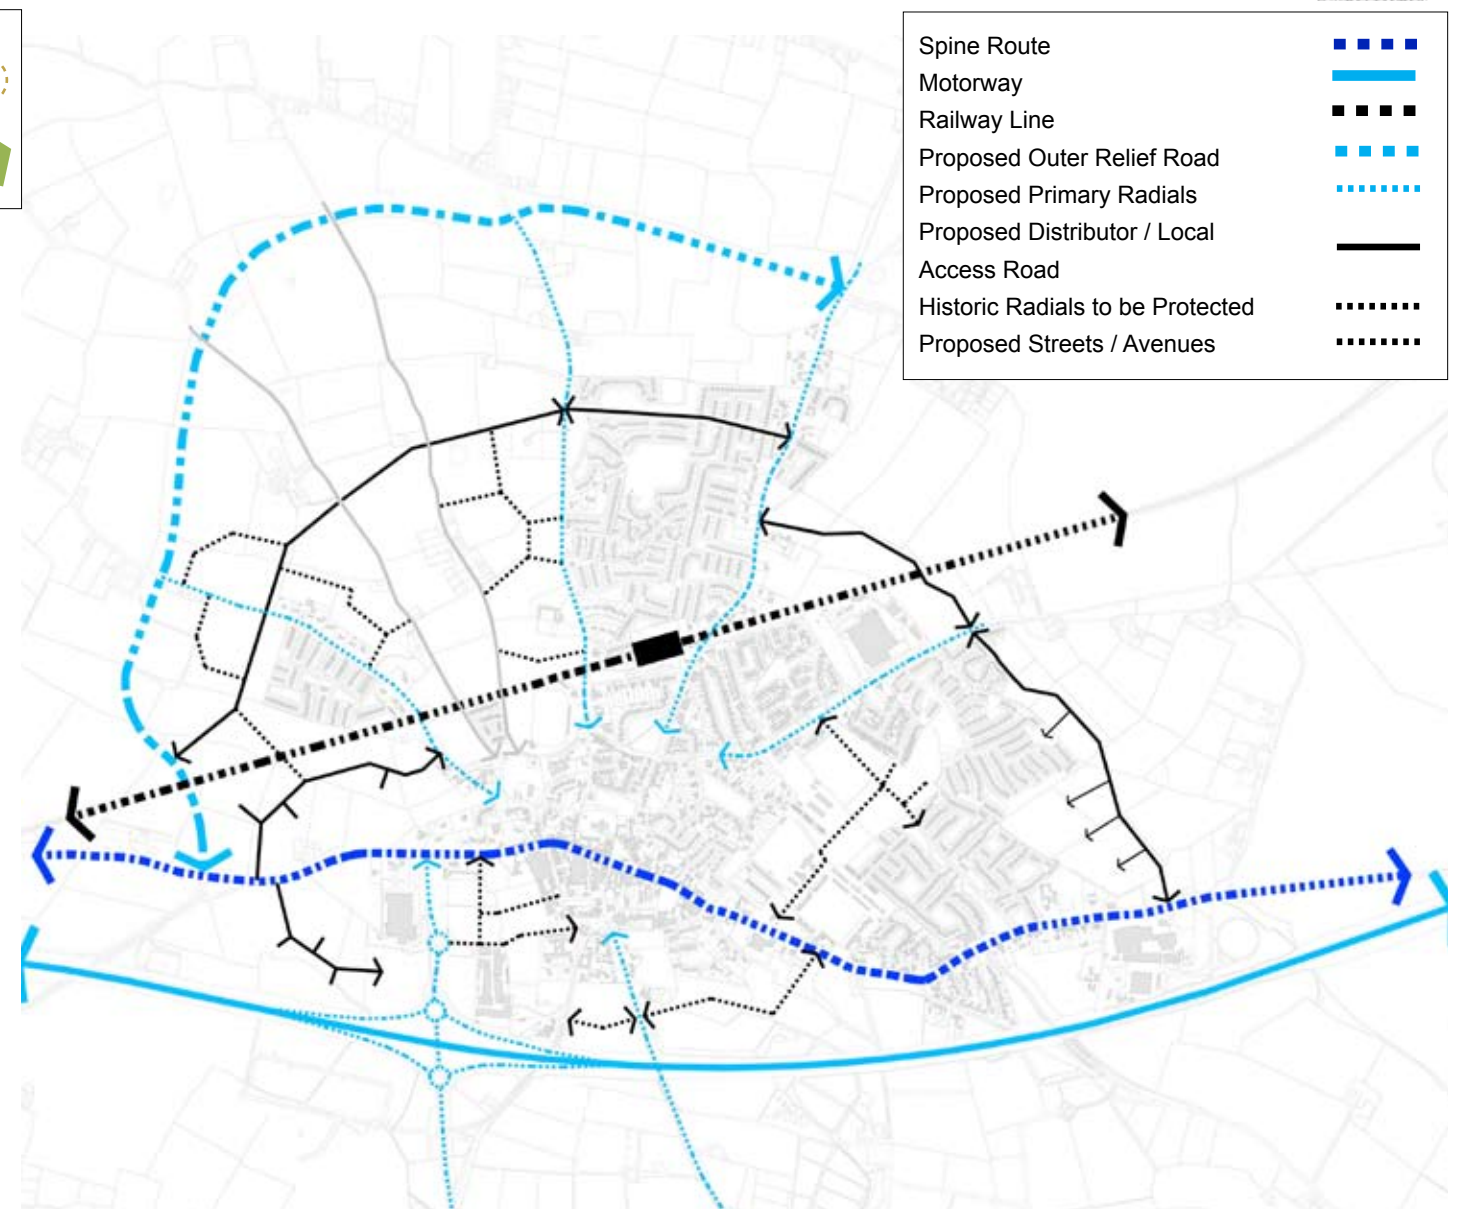 Spine Route
Motorway
Railway Line
Proposed Outer Relief Road
Proposed Primary Radials
Proposed Distributor / Local
Access Road
Historic Radials to be Protected
Proposed Streets / Avenues